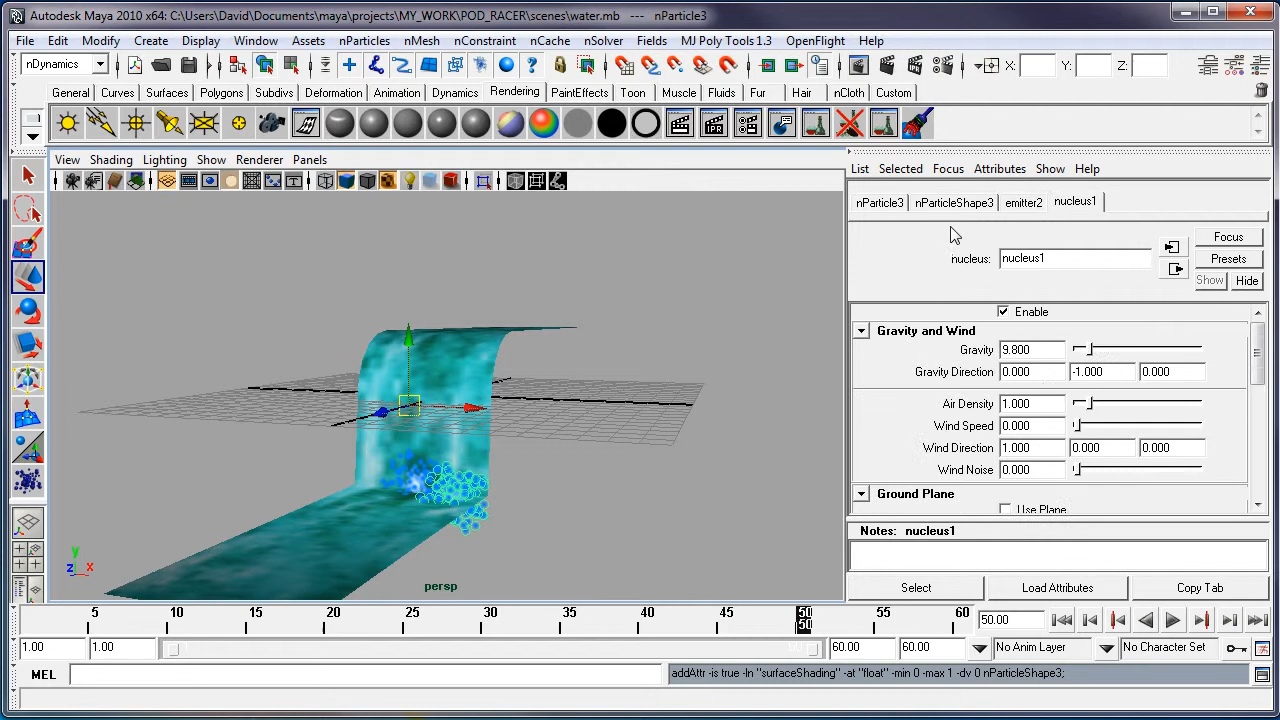 Autodesk Maya 2010 x64: C:\Users\David\Documents\maya\projects\MY_WORK\POD_RACER\scenes\water.mb --- nParticle3
File Edit Modify Create Display Window Assets nParticles nMesh nConstraint nCache nSolver Fields MJ Poly Tools 1.3 OpenFlight Help
nDynamics X: Y: Z:
General Curves Surfaces Polygons Subdivs Deformation Animation Dynamics Rendering PaintEffects Toon Muscle Fluids Fur Hair nCloth Custom
IPR
View Shading Lighting Show Renderer Panels
List Selected Focus Attributes Show Help
nParticle3 nParticleShape3 emitter2 nucleus1
Focus
nucleus: nucleus1 Presets
Show Hide
Enable
Gravity and Wind
Gravity 9.800
Gravity Direction 0.000 -1.000 0.000
Air Density 1.000
Wind Speed 0.000
Wind Direction 1.000 0.000 0.000
Wind Noise 0.000
Ground Plane
Use Plane
Notes: nucleus1
y
z x
persp
Select Load Attributes Copy Tab
5 10 15 20 25 30 35 40 45 50 55 60 50.00
50
1.00 1.00 60.00 60.00 No Anim Layer No Character Set
MEL addAttr -is true -ln "surfaceShading" -at "float" -min 0 -max 1 -dv 0 nParticleShape3;